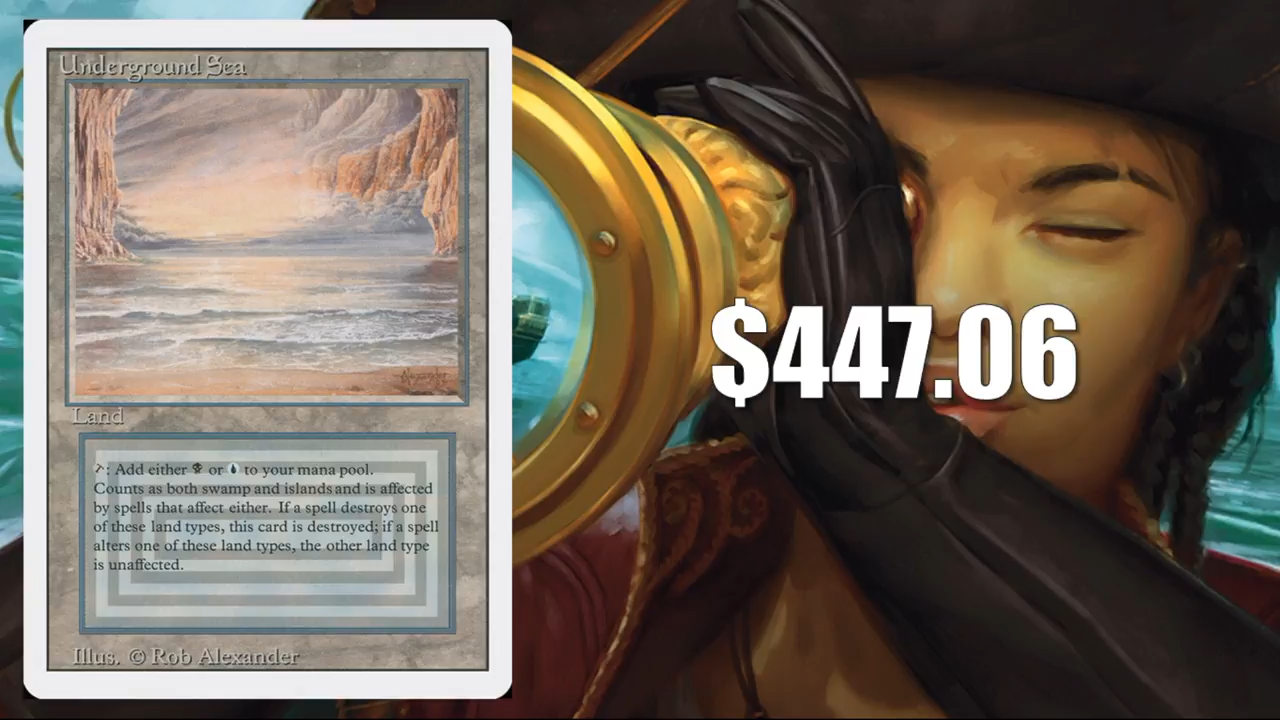 Underground Sea
Land
: Add either or to your mana pool.
Counts as both swamp and islands and is affected
by spells that affect either. If a spell destroys one
of these land types, this card is destroyed; if a spell
alters one of these land types, the other land type
is unaffected.
Illus. © Rob Alexander
$447.06